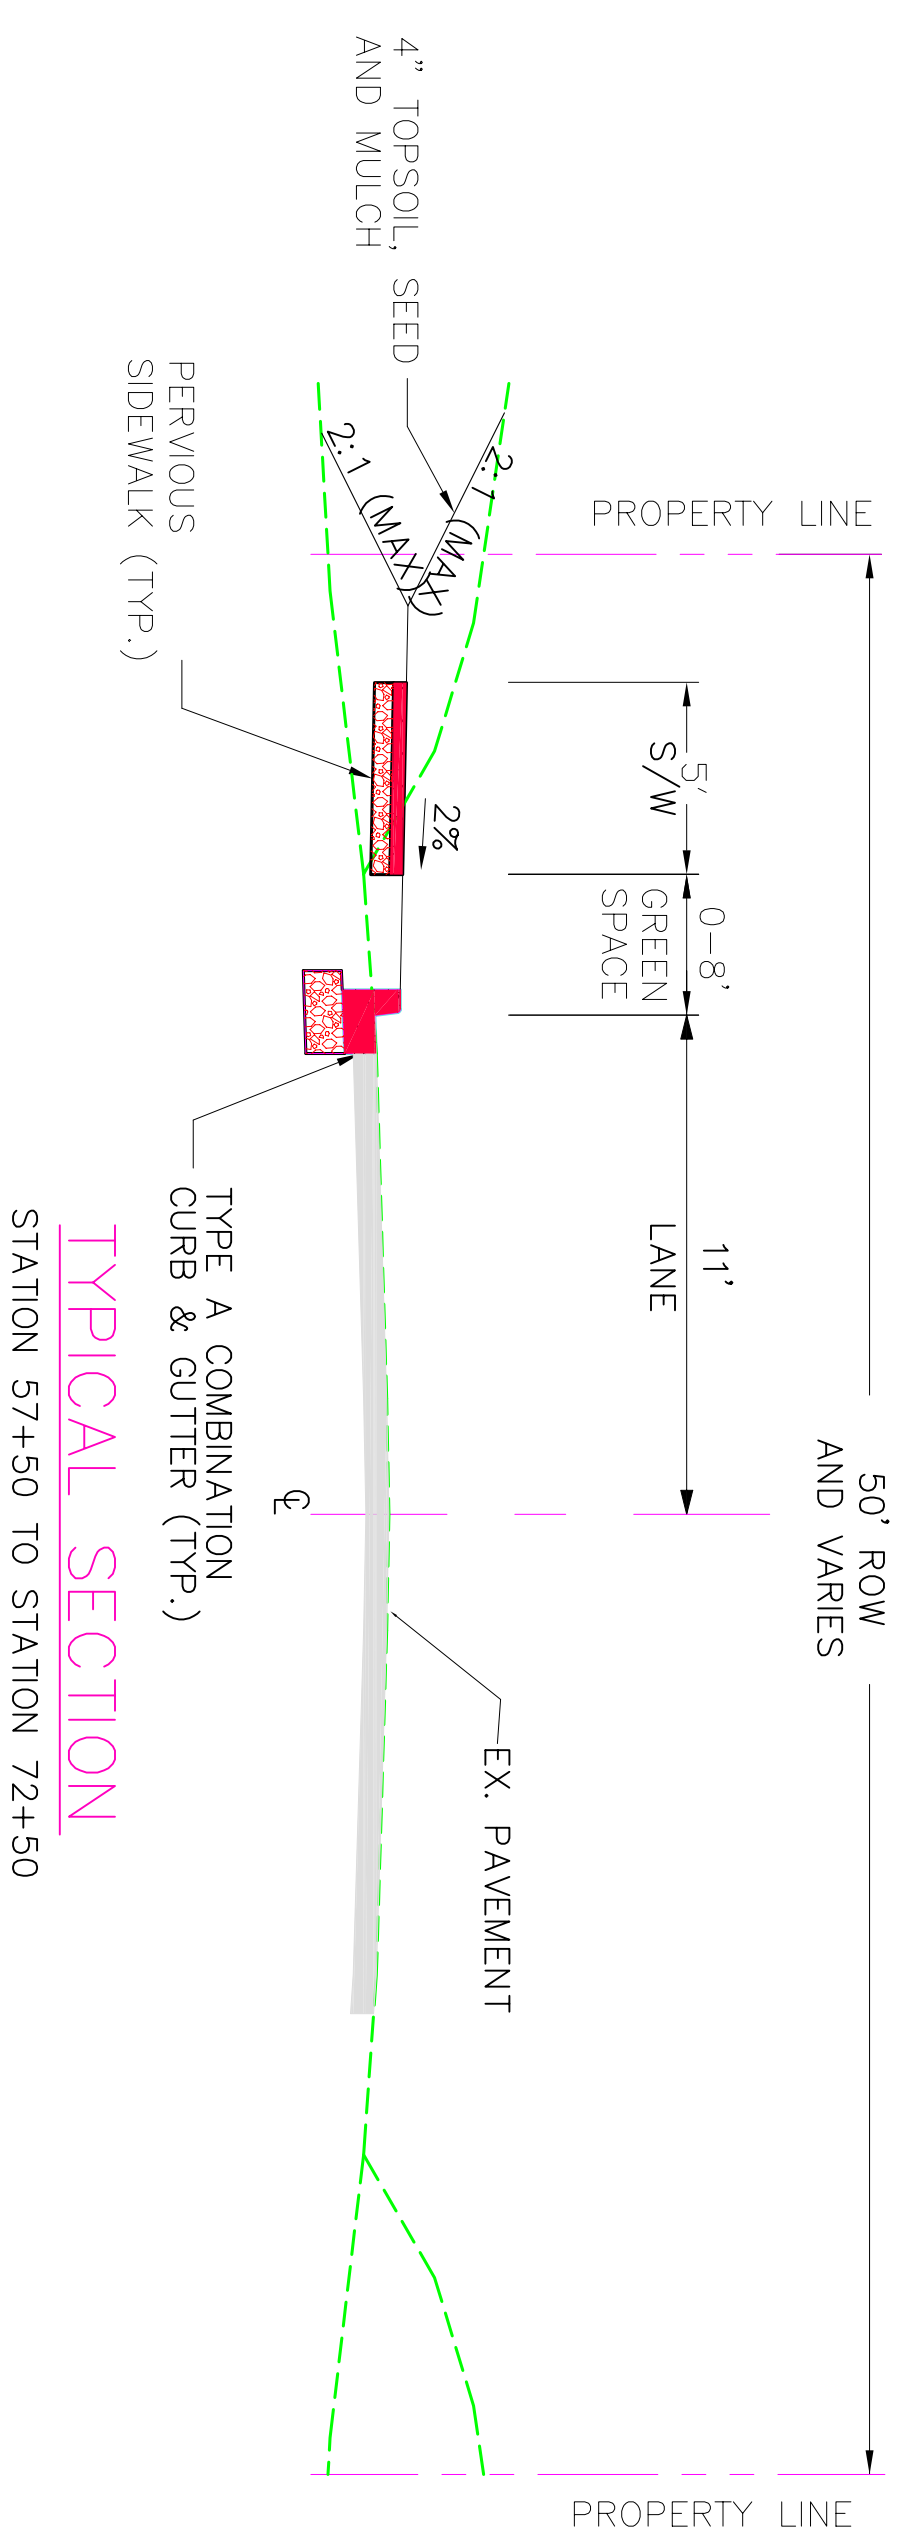 50' ROW
AND VARIES
PROPERTY LINE
PROPERTY LINE
5'
S/W
0-8'
GREEN
SPACE
11'
LANE
4" TOPSOIL, SEED
AND MULCH
2:1 (MAX)
2:1 (MAX)
2%
EX. PAVEMENT
PERVIOUS
SIDEWALK (TYP.)
TYPE A COMBINATION
CURB & GUTTER (TYP.)
℄
TYPICAL SECTION
STATION 57+50 TO STATION 72+50